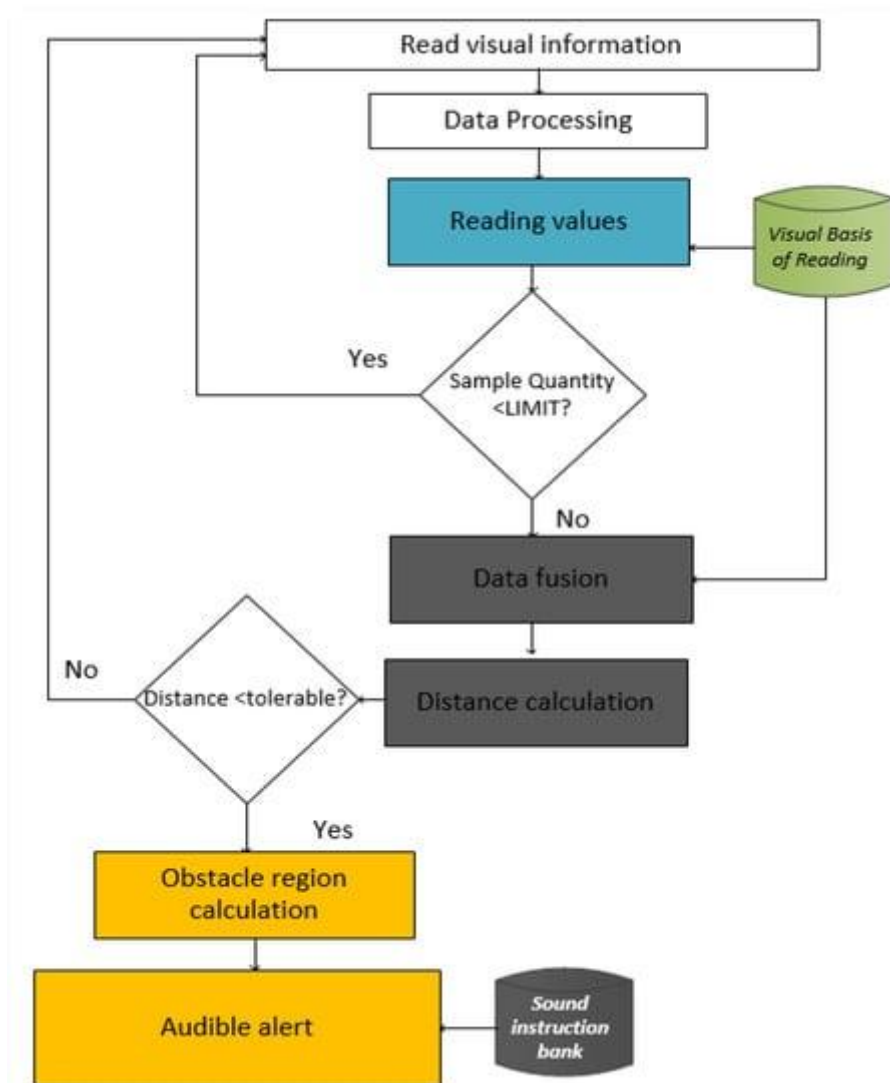 Read visual information
Data Processing
Reading values
Visual Basis
of Reading
Yes
Sample Quantity
<LIMIT?
No
Data fusion
No
Distance <tolerable?
Distance calculation
Yes
Obstacle region
calculation
Audible alert
Sound
instruction
bank